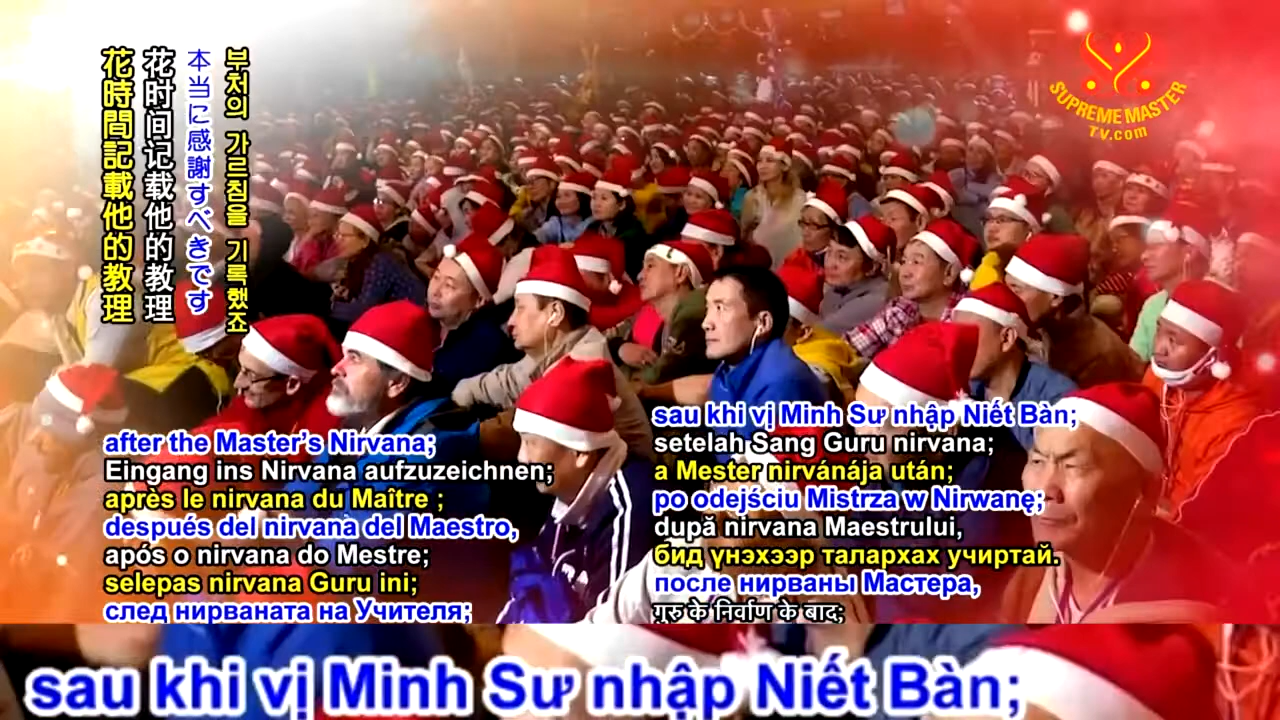 花時間記載他的教理
花时间记载他的教理
本当に感謝すべきです
부처의 가르침을 기록했죠
SUPREME MASTER
TV.com
after the Master's Nirvana;
Eingang ins Nirvana aufzuzeichnen;
après le nirvana du Maître ;
después del nirvana del Maestro,
após o nirvana do Mestre;
selepas nirvana Guru ini;
след нирваната на Учителя;
sau khi vị Minh Sư nhập Niết Bàn;
setelah Sang Guru nirvana;
a Mester nirvánája után;
po odejściu Mistrza w Nirwanę;
după nirvana Maestrului,
бид үнэхээр талархах учиртай.
после нирваны Мастера,
गुरु के निर्वाण के बाद;
sau khi vị Minh Sư nhập Niết Bàn;